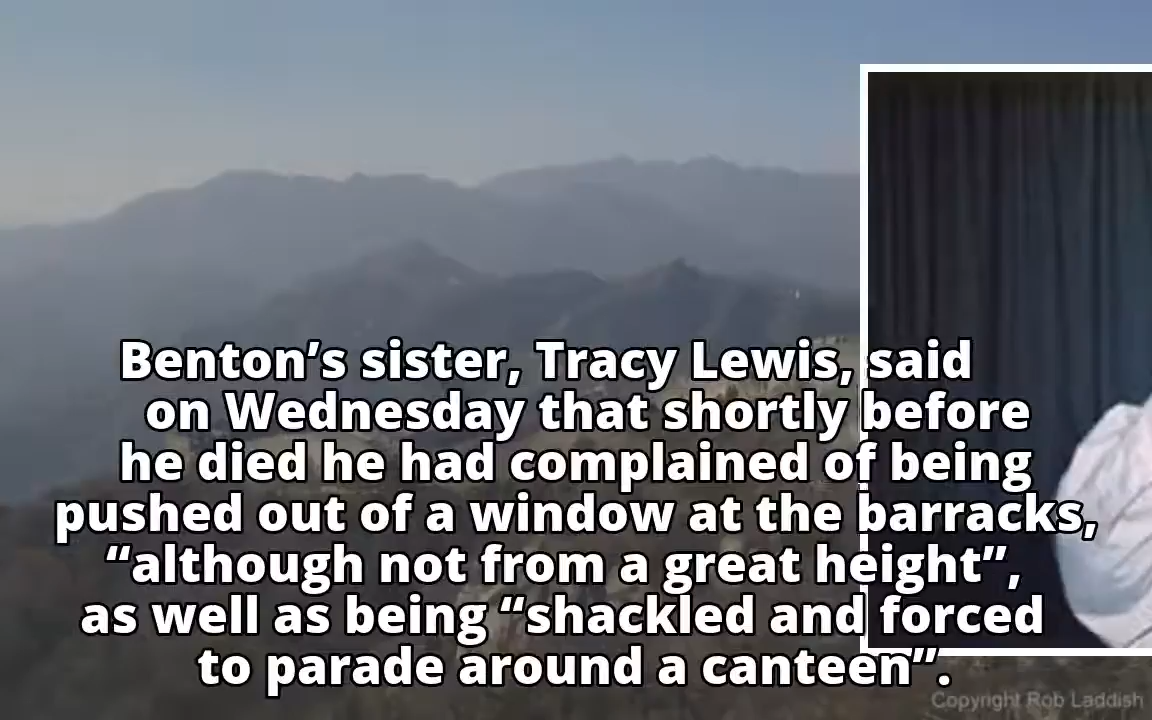 Benton’s sister, Tracy Lewis, said
on Wednesday that shortly before
he died he had complained of being
pushed out of a window at the barracks,
“although not from a great height”,
as well as being “shackled and forced
to parade around a canteen”.
Copyright Rob Laddish